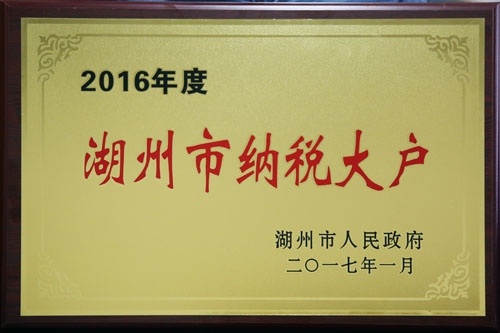 2016年度
湖州市纳税大户
湖州市人民政府
二〇一七年一月